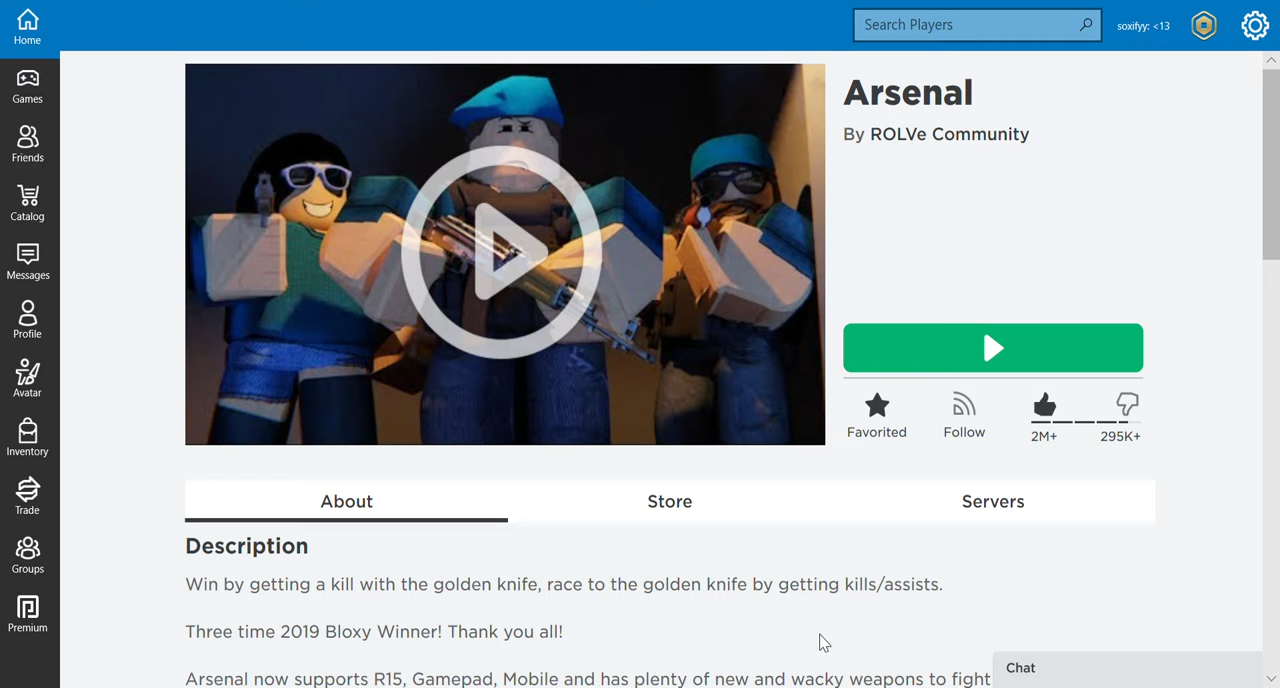 Home
Search Players
soxifyy: <13
Games
Friends
Catalog
Messages
Profile
Avatar
Inventory
Trade
Groups
Premium
Arsenal
By ROLVe Community
Favorited
Follow
2M+
295K+
About
Store
Servers
Description
Win by getting a kill with the golden knife, race to the golden knife by getting kills/assists.
Three time 2019 Bloxy Winner! Thank you all!
Arsenal now supports R15, Gamepad, Mobile and has plenty of new and wacky weapons to fight
Chat